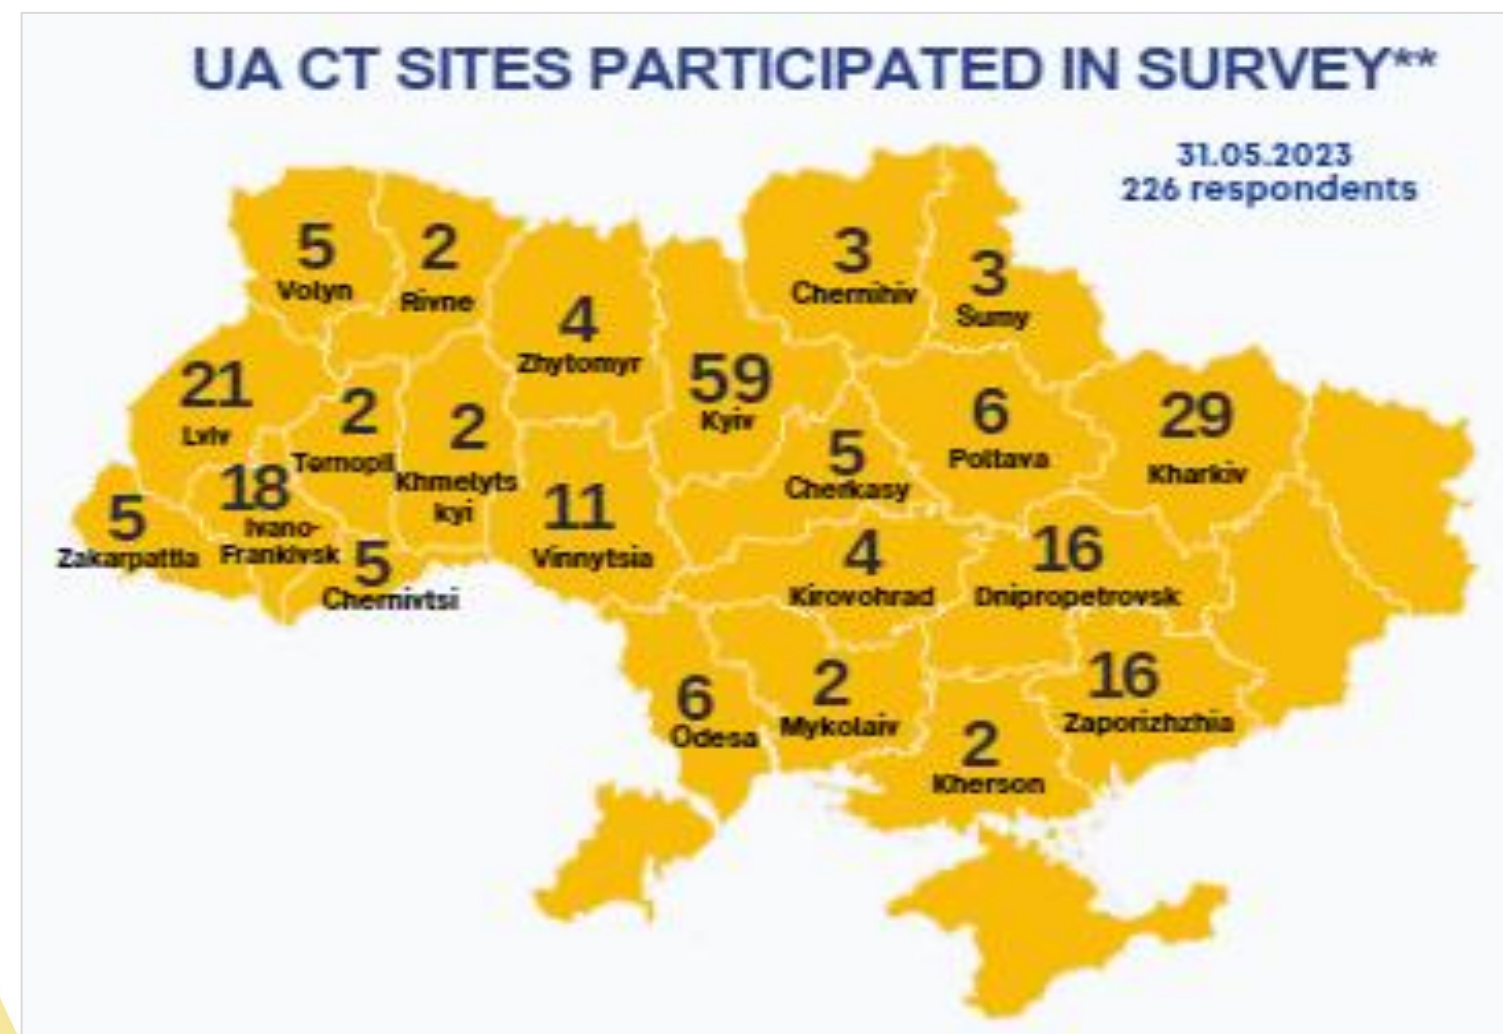 UA CT SITES PARTICIPATED IN SURVEY**
31.05.2023
226 respondents
5
Volyn
2
Rivne
4
Zhytomyr
59
Kyiv
3
Chernihiv
3
Sumy
21
Lviv
2
Ternopil
2
Khmelyts
kyi
5
Cherkasy
6
Poltava
29
Kharkiv
5
Zakarpattia
18
Ivano-
Frankivsk
5
Chernivtsi
11
Vinnytsia
4
Kirovohrad
16
Dnipropetrovsk
6
Odesa
2
Mykolaiv
2
Kherson
16
Zaporizhzhia